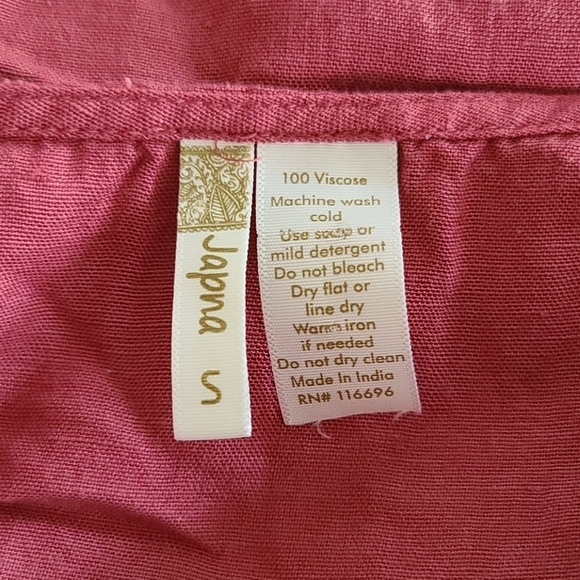 Japna
S
100 Viscose
Machine wash
cold
Use soap or
mild detergent
Do not bleach
Dry flat or
line dry
Warm iron
if needed
Do not dry clean
Made In India
RN# 116696